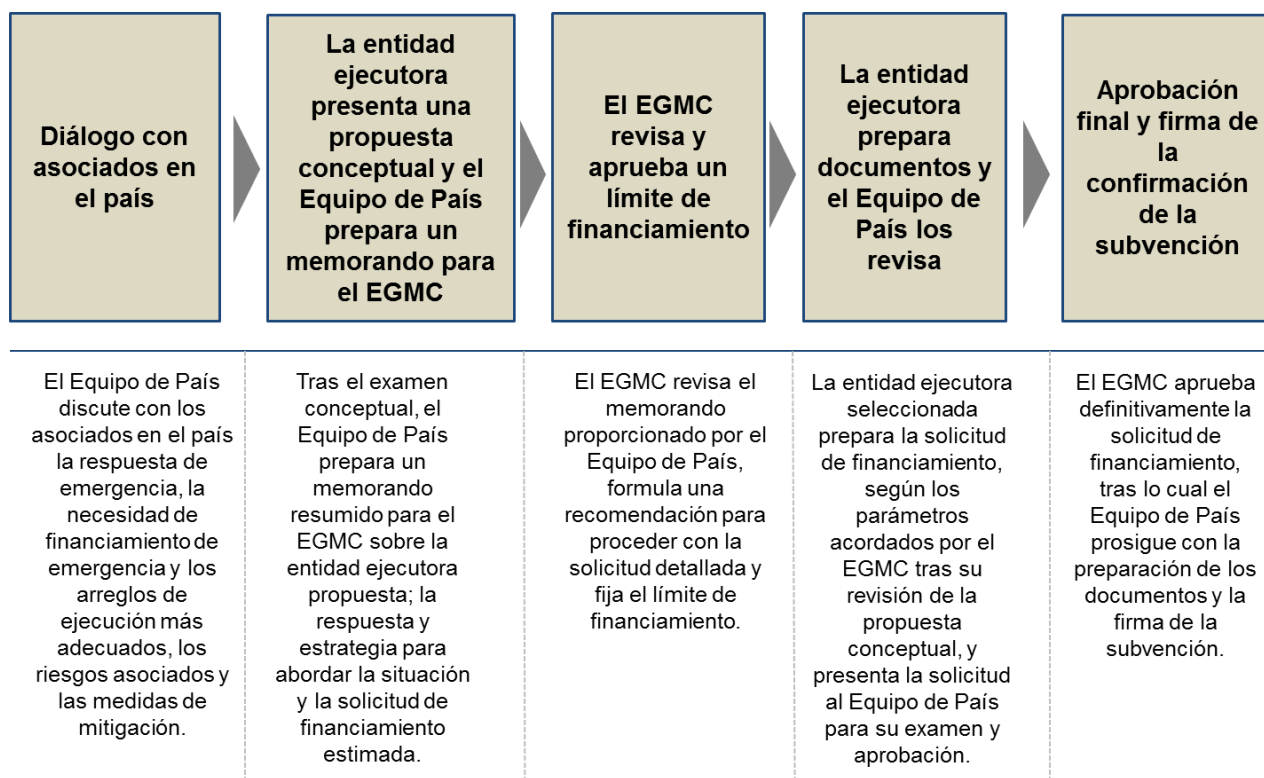 Diálogo con
asociados en
el país
La entidad
ejecutora
presenta una
propuesta
conceptual y el
Equipo de País
prepara un
memorando para
el EGMC
El EGMC
revisa y
aprueba un
límite de
financiamiento
La entidad
ejecutora
prepara
documentos y
el Equipo de
País los
revisa
Aprobación
final y firma de
la
confirmación
de la
subvención
El Equipo de País
discute con los
asociados en el país
la respuesta de
emergencia, la
necesidad de
financiamiento de
emergencia y los
arreglos de
ejecución más
adecuados, los
riesgos asociados y
las medidas de
mitigación.
Tras el examen
conceptual, el
Equipo de País
prepara un
memorando
resumido para el
EGMC sobre la
entidad ejecutora
propuesta; la
respuesta y
estrategia para
abordar la situación
y la solicitud de
financiamiento
estimada.
El EGMC revisa el
memorando
proporcionado por el
Equipo de País,
formula una
recomendación para
proceder con la
solicitud detallada y
fija el límite de
financiamiento.
La entidad ejecutora
seleccionada
prepara la solicitud
de financiamiento,
según los
parámetros
acordados por el
EGMC tras su
revisión de la
propuesta
conceptual, y
presenta la solicitud
al Equipo de País
para su examen y
aprobación.
El EGMC aprueba
definitivamente la
solicitud de
financiamiento,
tras lo cual el
Equipo de País
prosigue con la
preparación de los
documentos y la
firma de la
subvención.